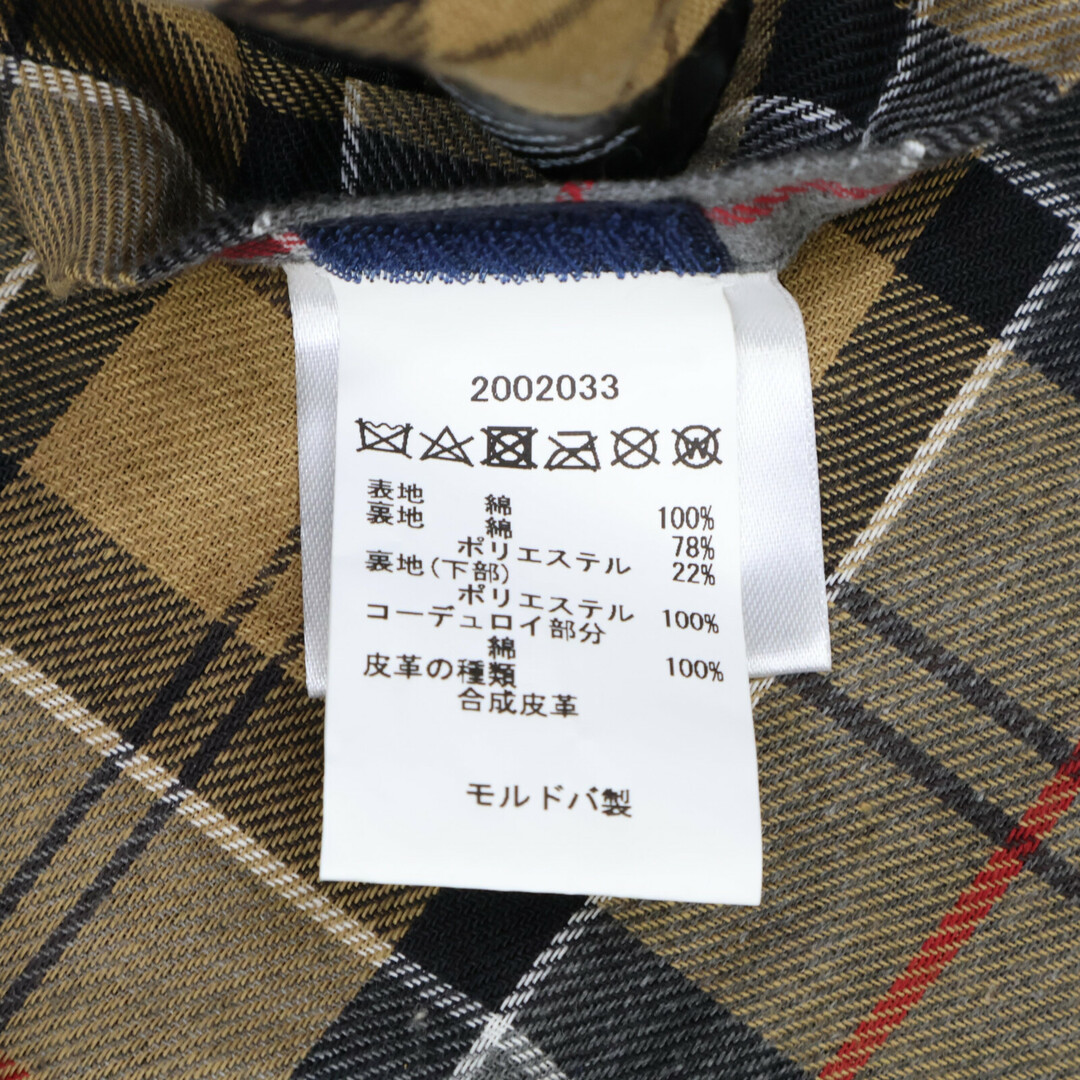 2002033
表地 綿 100%
裏地 綿 78%
ポリエステル 22%
裏地(下部)
ポリエステル 100%
コーデュロイ部分
綿 100%
皮革の種類
合成皮革
モルドバ製